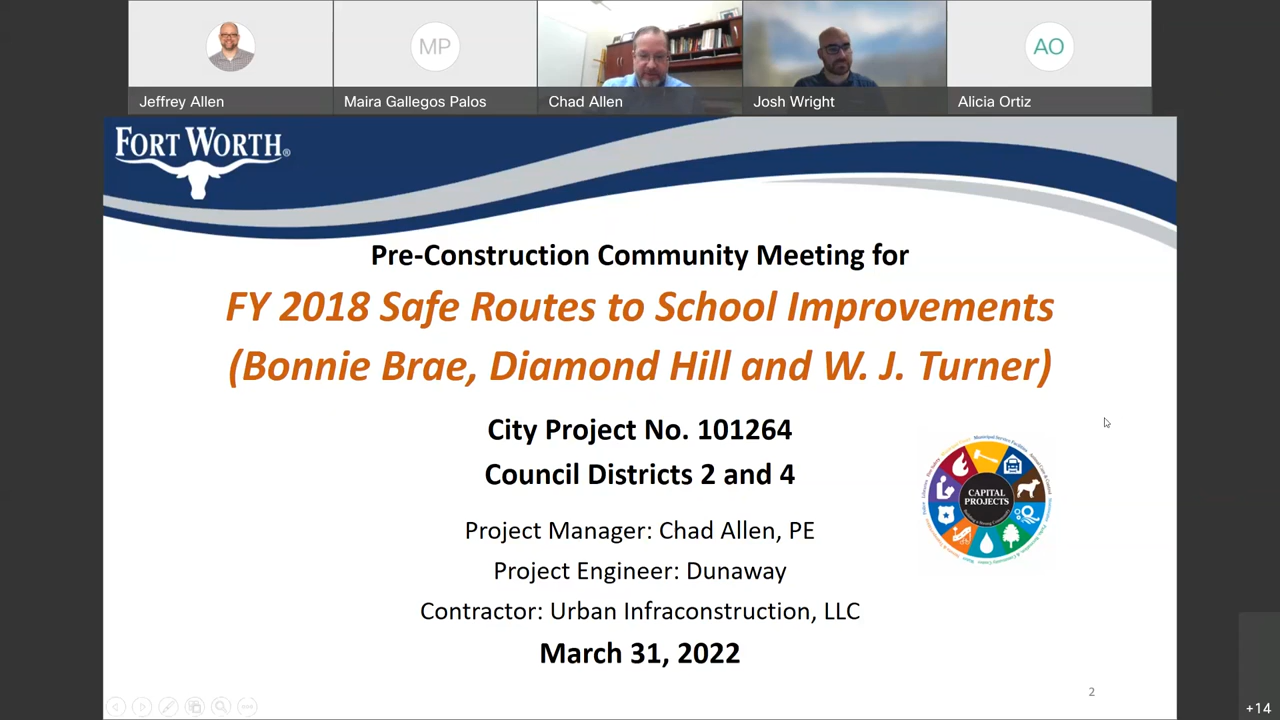 MP
AO
Jeffrey Allen
Maira Gallegos Palos
Chad Allen
Josh Wright
Alicia Ortiz
FORT WORTH®
Pre-Construction Community Meeting for
FY 2018 Safe Routes to School Improvements
(Bonnie Brae, Diamond Hill and W. J. Turner)
City Project No. 101264
Council Districts 2 and 4
CAPITAL
PROJECTS
Project Manager: Chad Allen, PE
Project Engineer: Dunaway
Contractor: Urban Infraconstruction, LLC
March 31, 2022
2
+14